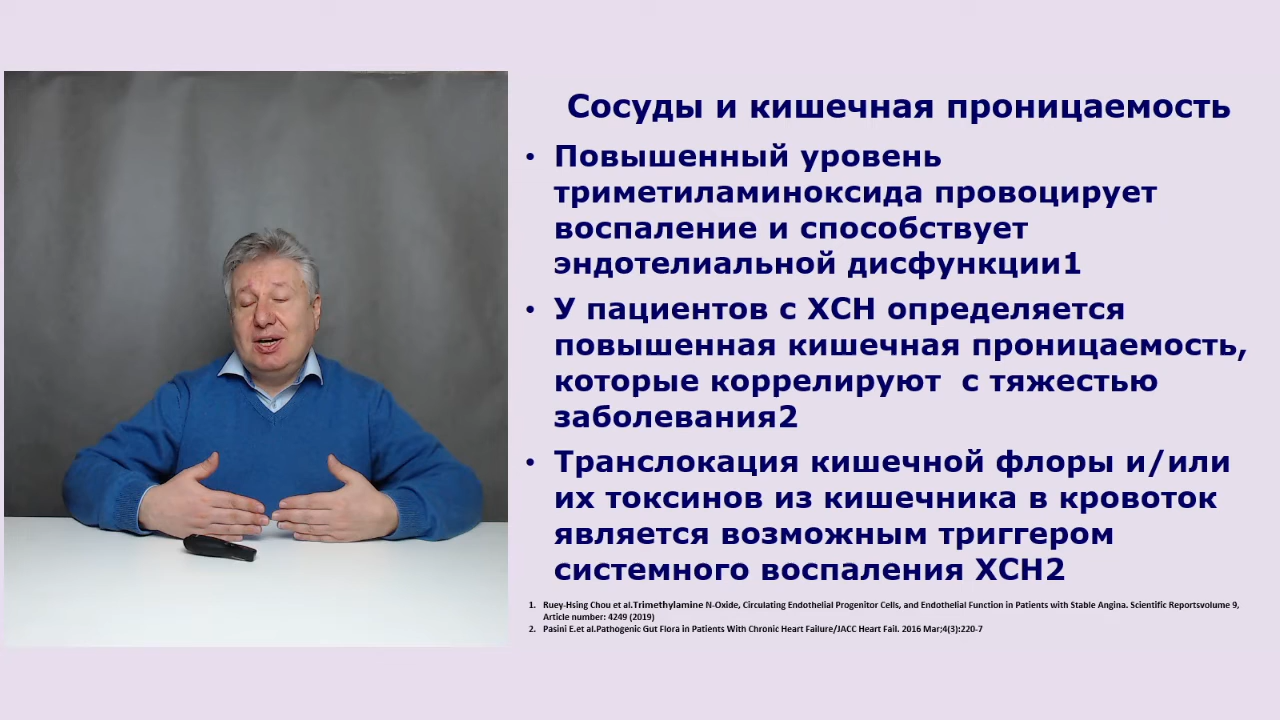 Сосуды и кишечная проницаемость
• Повышенный уровень
триметиламиноксида провоцирует
воспаление и способствует
эндотелиальной дисфункции1
• У пациентов с ХСН определяется
повышенная кишечная проницаемость,
которые коррелируют  с тяжестью
заболевания2
• Транслокация кишечной флоры и/или
их токсинов из кишечника в кровоток
является возможным триггером
системного воспаления ХСН2
1. Ruey-Hsing Chou et al.Trimethylamine N-Oxide, Circulating Endothelial Progenitor Cells, and Endothelial Function in Patients with Stable Angina. Scientific Reportsvolume 9,
Article number: 4249 (2019)
2. Pasini E.et al.Pathogenic Gut Flora in Patients With Chronic Heart Failure/JACC Heart Fail. 2016 Mar;4(3):220-7